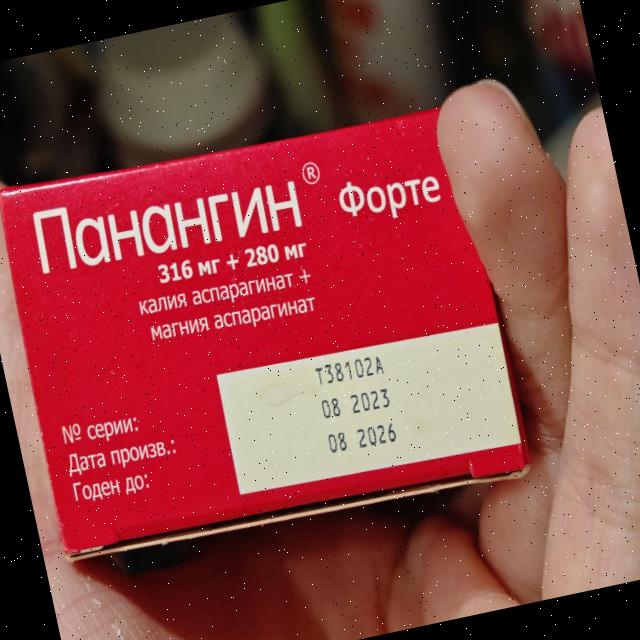 Панангин® Форте
316 мг + 280 мг
калия аспарагинат +
магния аспарагинат
№ серии: T38102A
Дата произв.: 08 2023
Годен до: 08 2026